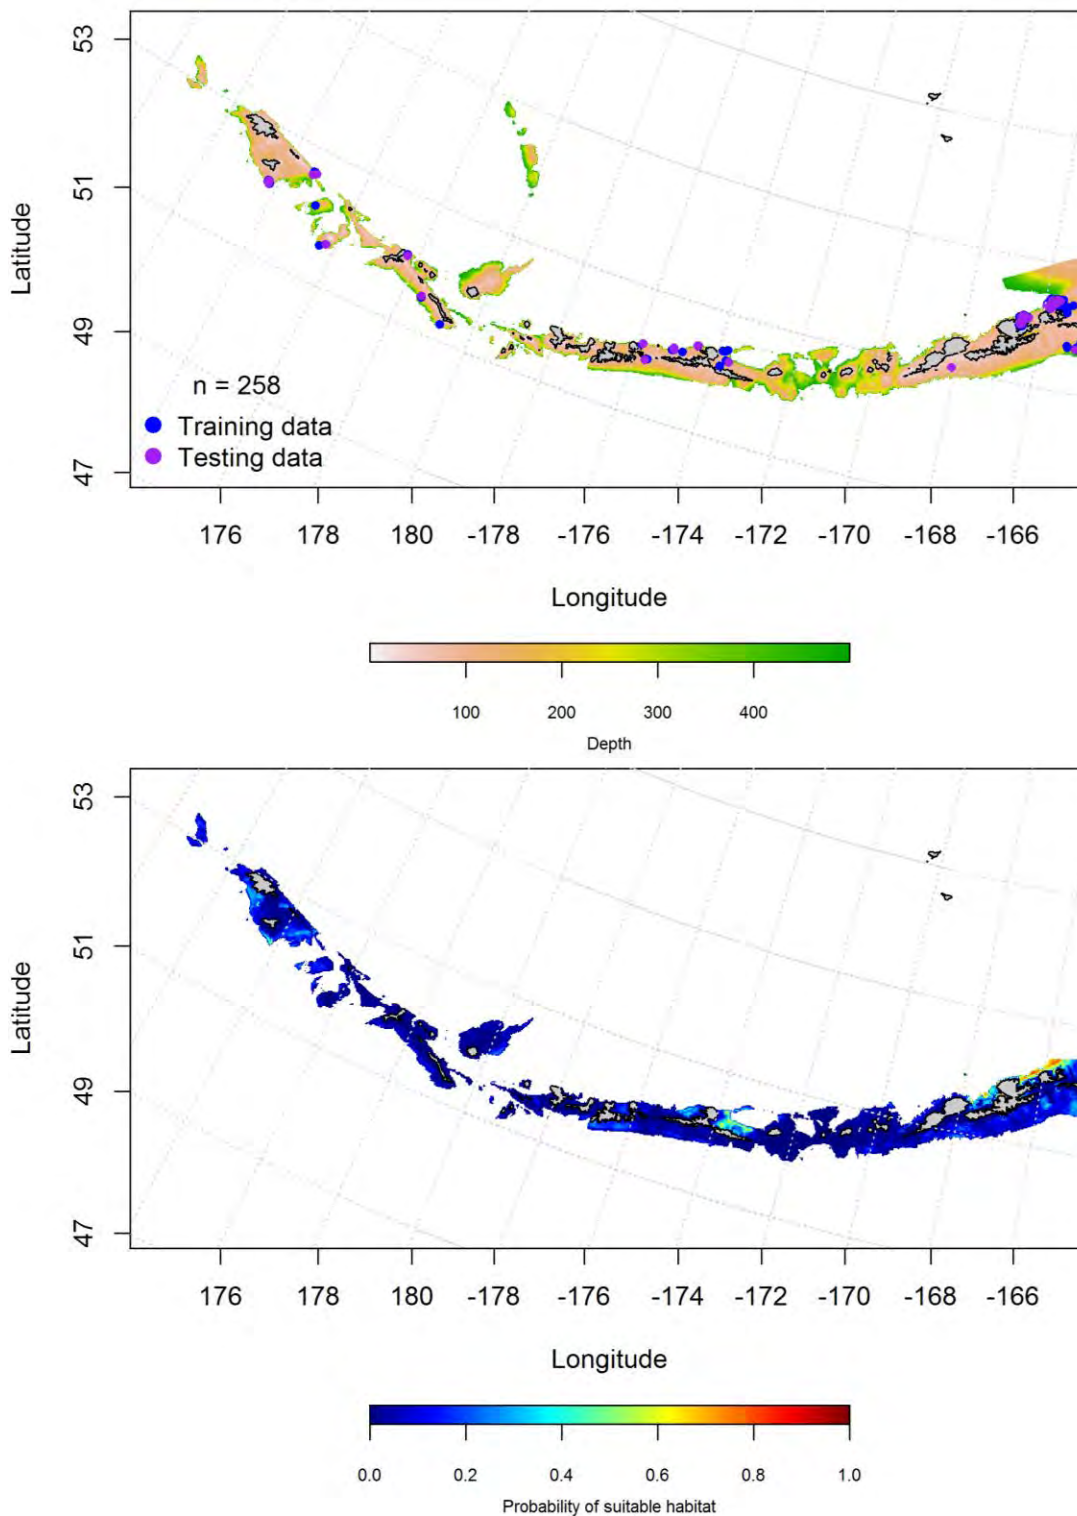 53
51
49
47
Latitude
n = 258
Training data
Testing data
176 178 180 -178 -176 -174 -172 -170 -168 -166
Longitude
100 200 300 400
Depth
53
51
49
47
Latitude
176 178 180 -178 -176 -174 -172 -170 -168 -166
Longitude
0.0 0.2 0.4 0.6 0.8 1.0
Probability of suitable habitat